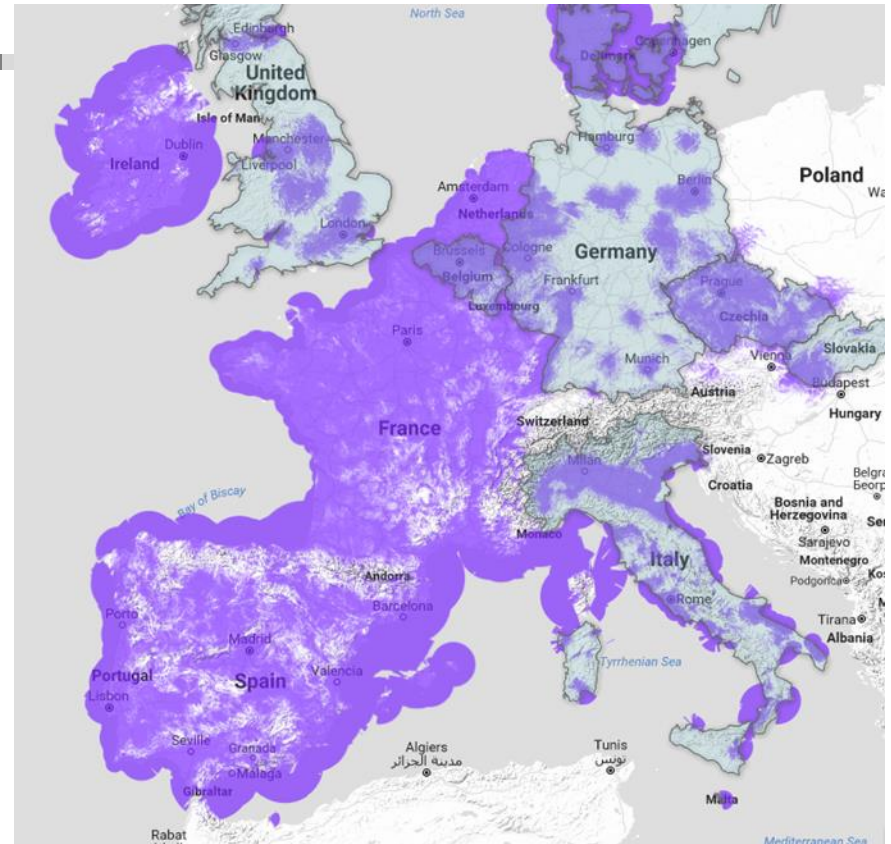 North Sea
Edinburgh
Glasgow
Copenhagen
Denmark
United
Kingdom
Isle of Man
Manchester
Liverpool
Dublin
Ireland
Hamburg
Berlin
Poland
Amsterdam
Netherlands
London
Brussels
Belgium
Cologne
Germany
Frankfurt
Luxembourg
Prague
Czechia
Paris
Munich
Vienna
Slovakia
Budapest
Austria
Hungary
Switzerland
France
Slovenia
Zagreb
Milan
Croatia
Bay of Biscay
Bosnia and
Herzegovina
Sarajevo
Monaco
Montenegro
Podgorica
Italy
Andorra
Rome
Barcelona
Porto
Tirana
Albania
Madrid
Tyrrhenian Sea
Portugal
Spain
Valencia
Lisbon
Seville
Granada
Málaga
Gibraltar
Algiers
مدينة الجزائر
Tunis
تونس
Malta
Rabat
Mediterranean Sea